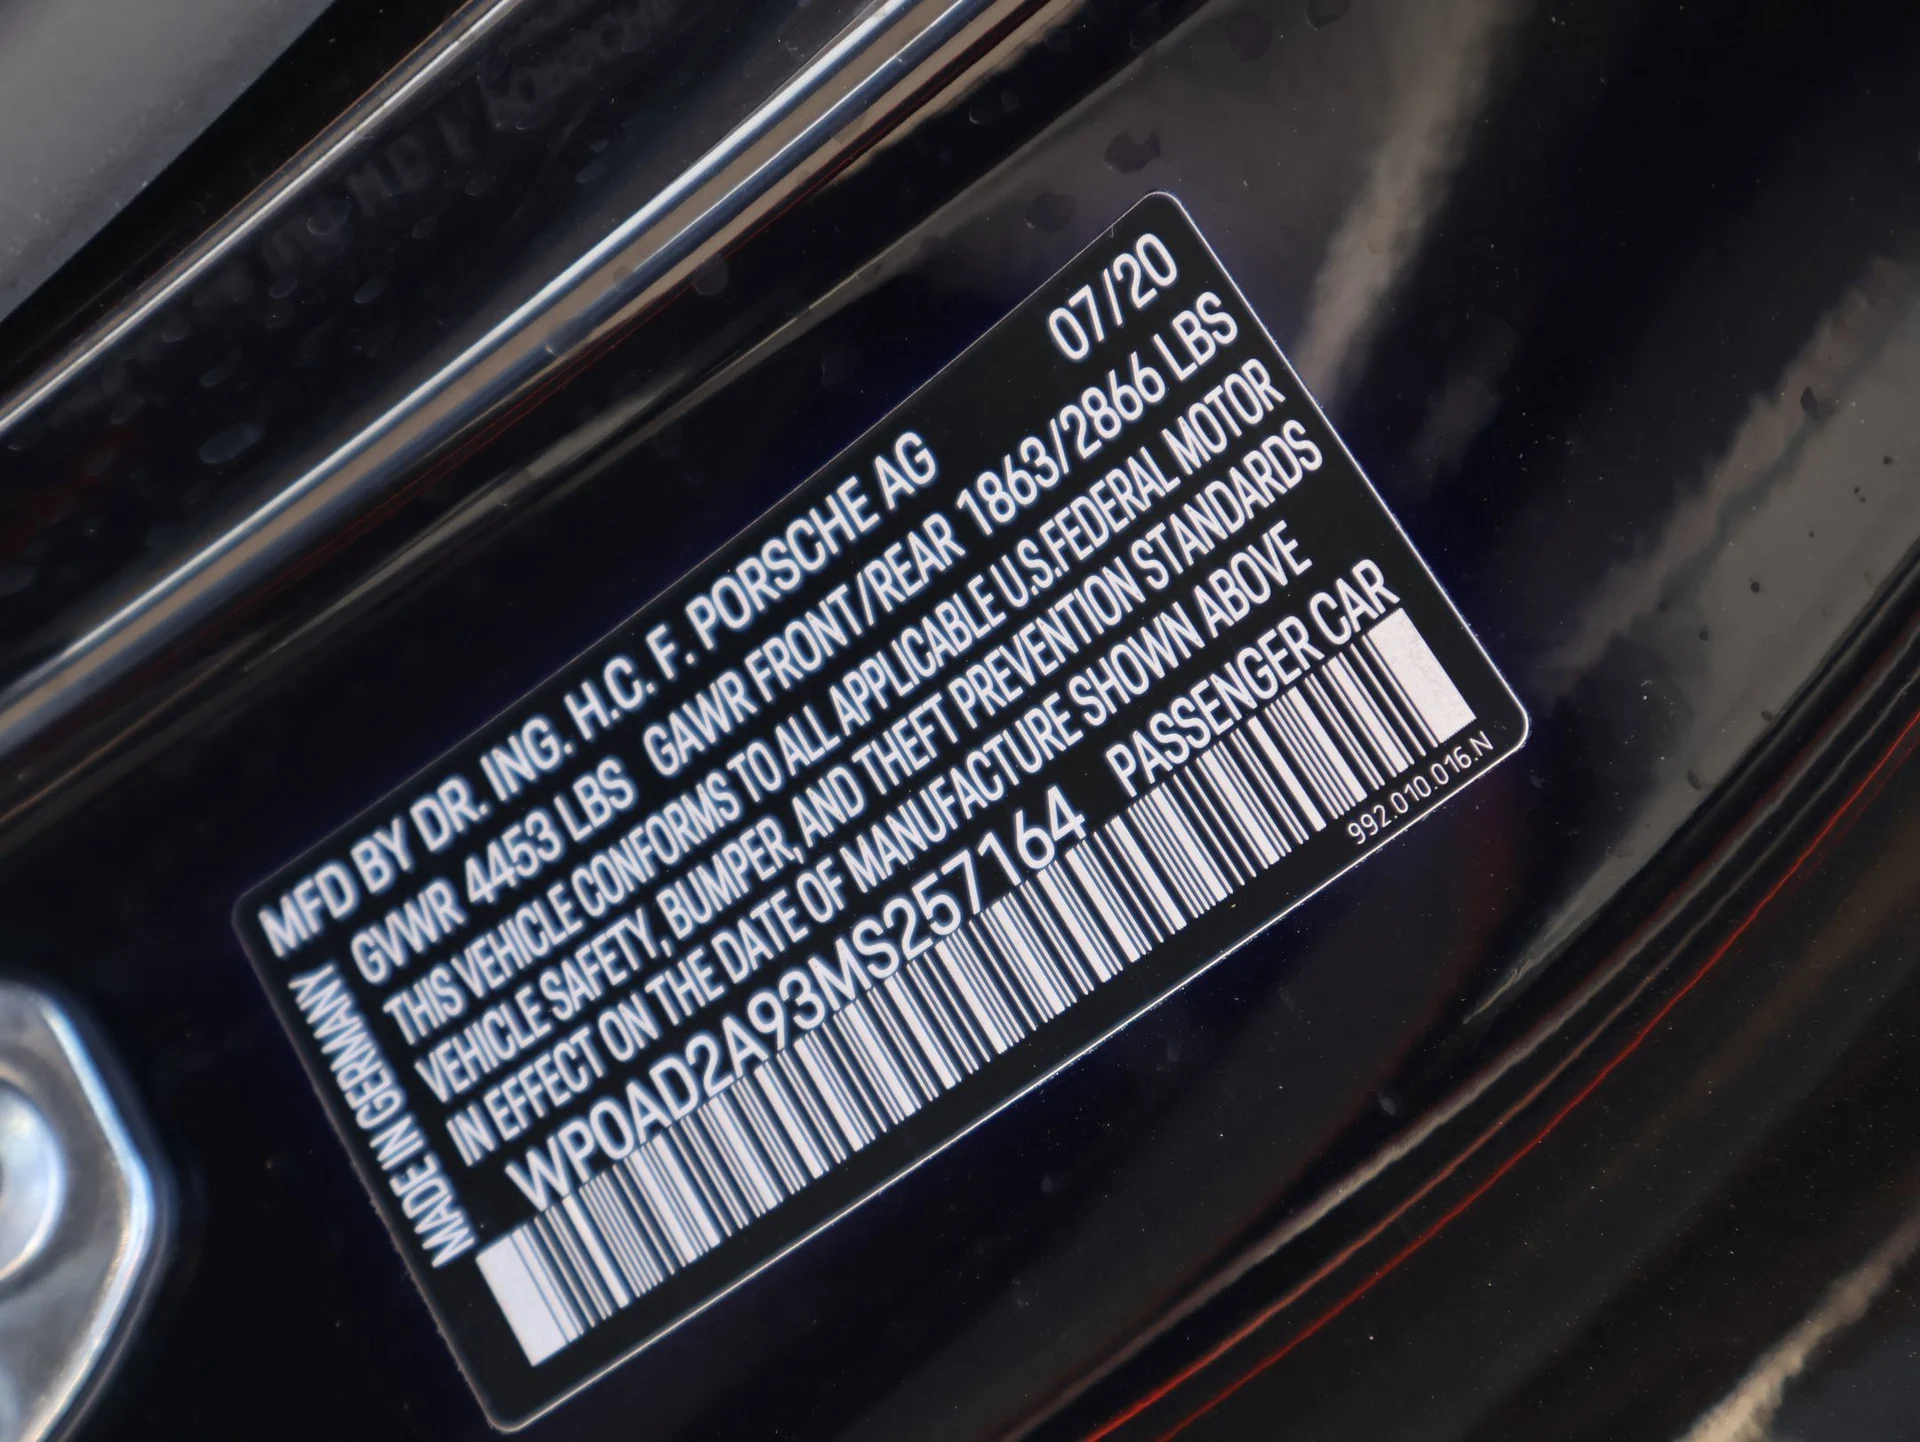 MFD BY DR. ING. H.C. F. PORSCHE AG 07/20
GVWR 4453 LBS GAWR FRONT/REAR 1863/2866 LBS
THIS VEHICLE CONFORMS TO ALL APPLICABLE U.S.FEDERAL MOTOR
VEHICLE SAFETY, BUMPER, AND THEFT PREVENTION STANDARDS
IN EFFECT ON THE DATE OF MANUFACTURE SHOWN ABOVE
WP0AD2A93MS257164 PASSENGER CAR
992.010.016.N
MADE IN GERMANY